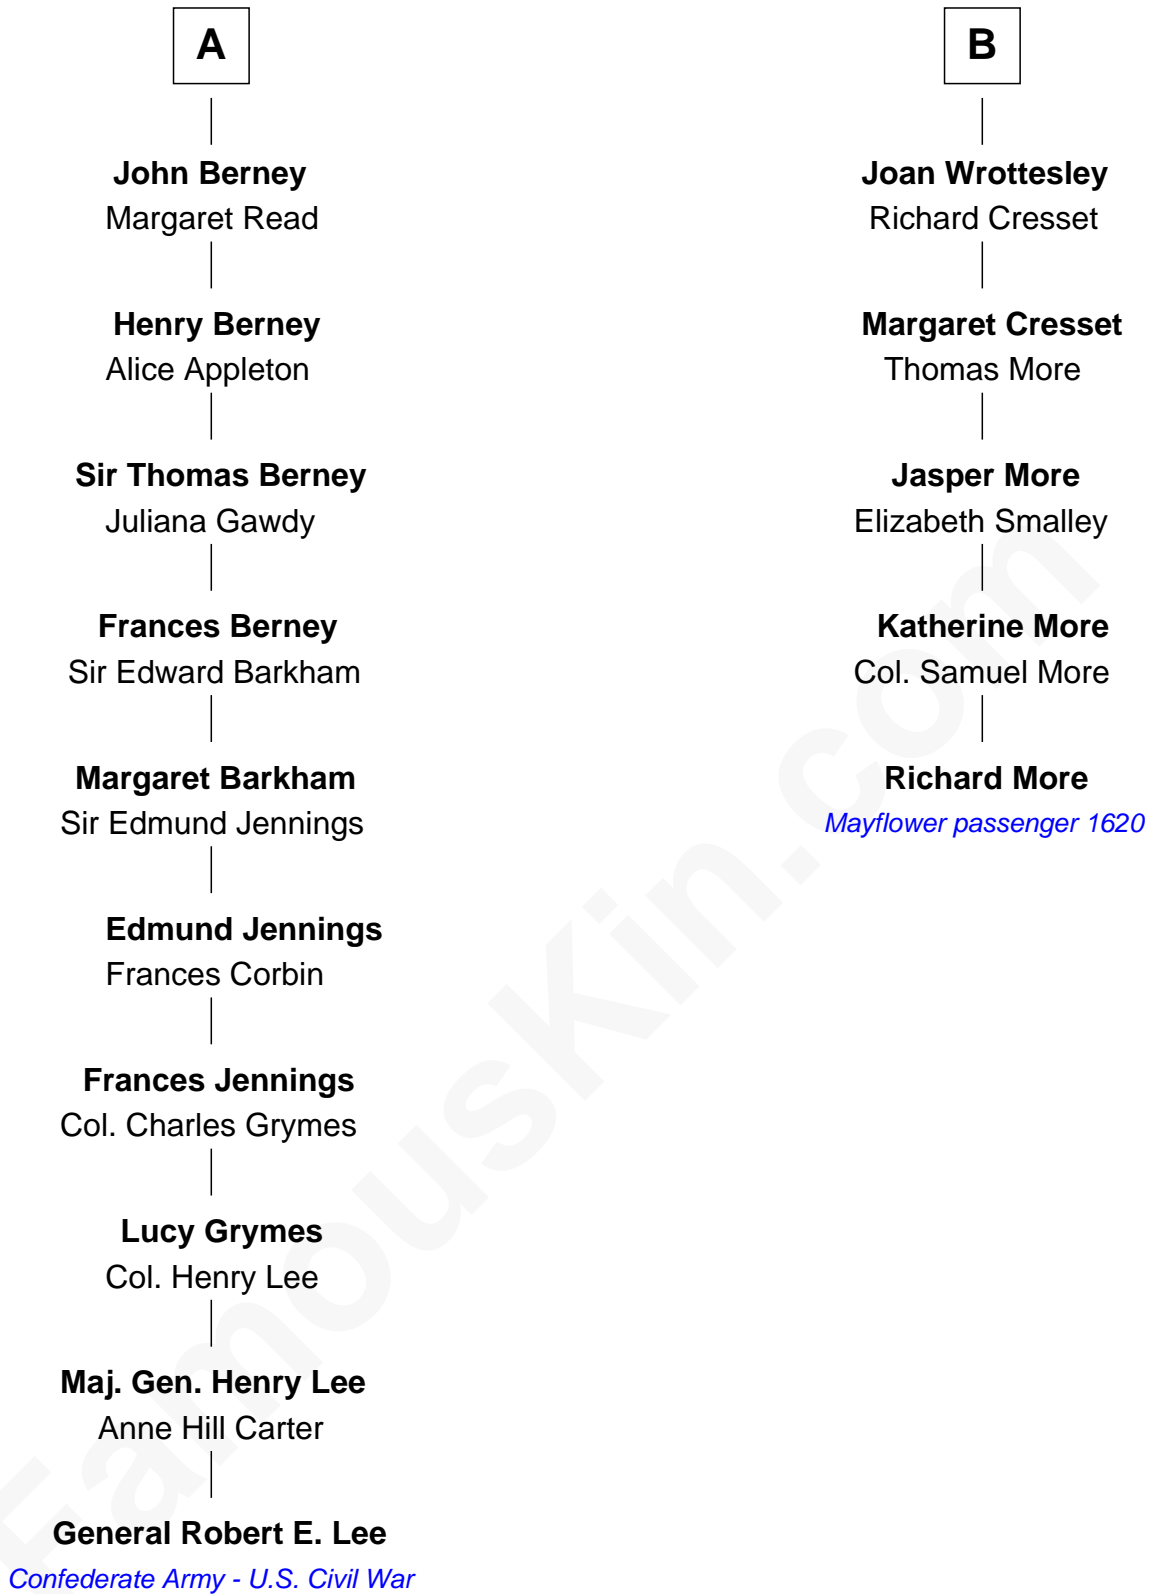 A
John Berney
Margaret Read
Henry Berney
Alice Appleton
Sir Thomas Berney
Juliana Gawdy
Frances Berney
Sir Edward Barkham
Margaret Barkham
Sir Edmund Jennings
Edmund Jennings
Frances Corbin
Frances Jennings
Col. Charles Grymes
Lucy Grymes
Col. Henry Lee
Maj. Gen. Henry Lee
Anne Hill Carter
General Robert E. Lee
Confederate Army - U.S. Civil War
B
Joan Wrottesley
Richard Cresset
Margaret Cresset
Thomas More
Jasper More
Elizabeth Smalley
Katherine More
Col. Samuel More
Richard More
Mayflower passenger 1620
FamousKin.com